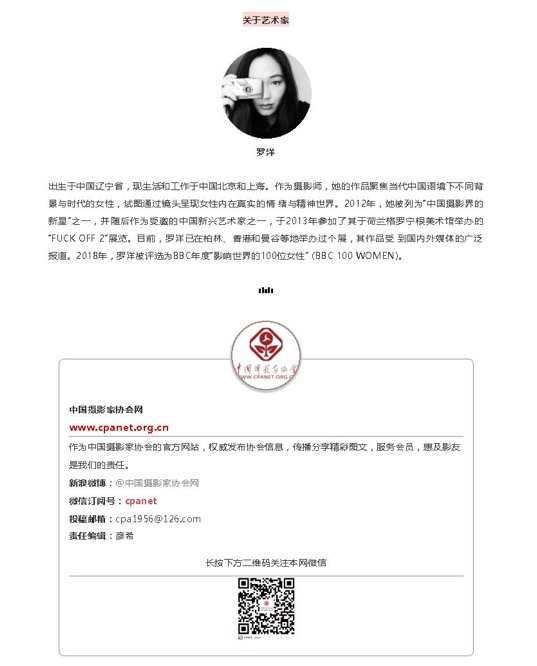 关于艺术家
罗洋
出生于中国辽宁省，现生活和工作于中国北京和上海。作为摄影师，她的作品聚焦当代中国语境下不同背
景与时代的女性，试图通过镜头呈现女性内在真实的情 绪与精神世界。2012年，她被列为“中国摄影界的
新星”之一，并随后作为受邀的中国新兴艺术家之一，于2013年参加了其于荷兰格罗宁根美术馆举办的
“FUCK OFF 2”展览。目前，罗洋已在柏林、香港和曼谷等地举办过个展，其作品受 到国内外媒体的广泛
报道。2018年，罗洋被评选为BBC年度“影响世界的100位女性” (BBC 100 WOMEN)。
中国摄影家协会
WWW.CPANET.ORG.CN
中国摄影家协会网
www.cpanet.org.cn
作为中国摄影家协会的官方网站，权威发布协会信息，传播分享精彩图文，服务会员，惠及影友
是我们的责任。
新浪微博：@中国摄影家协会网
微信订阅号：cpanet
投稿邮箱：cpa1956@126.com
责任编辑：彦希
长按下方二维码关注本网微信